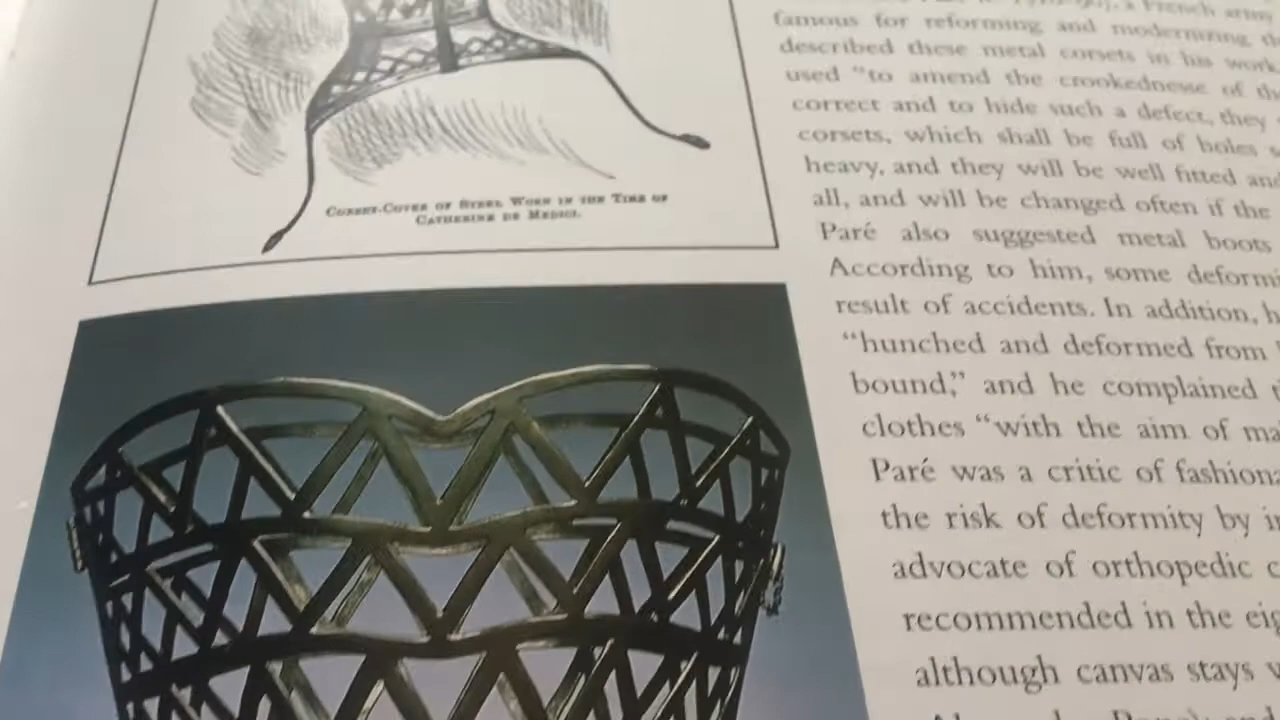 CORSET-COVER OF STEEL WORN IN THE TIME OF
CATHERINE DE MEDICI.
a French army
famous for reforming and modernizing
described these metal corsets in his work
used “to amend the crookednesse of
correct and to hide such a defect, they
corsets, which shall be full of holes
heavy, and they will be well fitted and
all, and will be changed often if the
Paré also suggested metal boots
According to him, some
result of accidents. In addition,
“hunched and deformed from
bound,” and he complained
clothes “with the aim of
Paré was a critic of
the risk of deformity by
advocate of orthopedic
recommended in the
although canvas stays